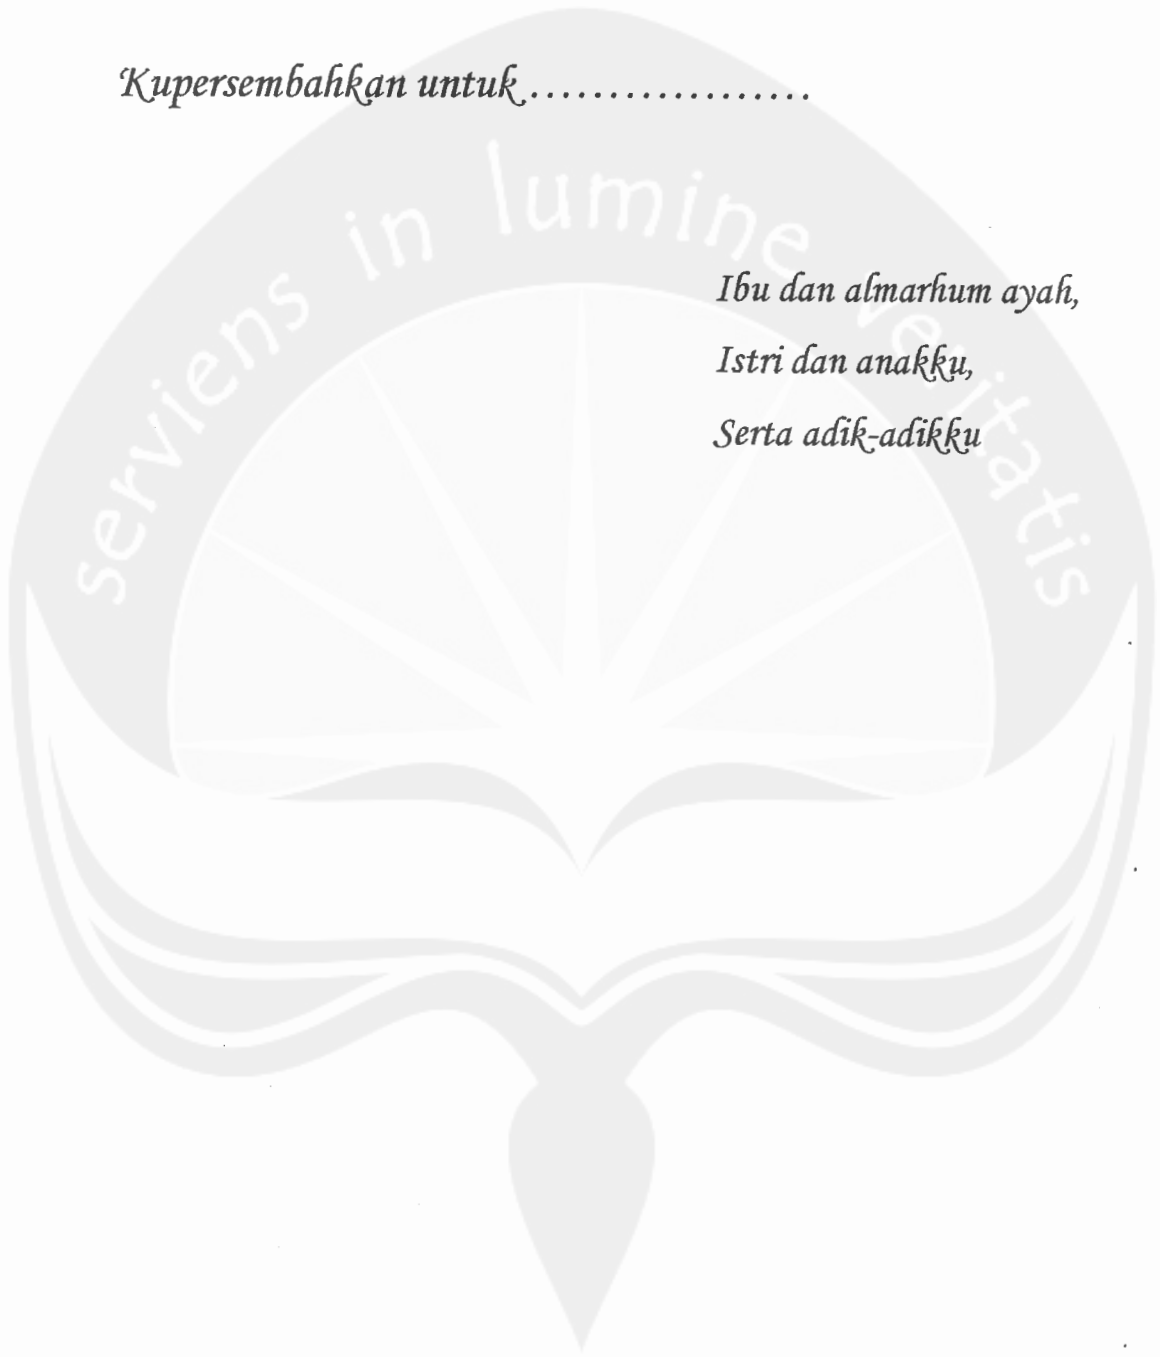 Kupersembahkan untuk..................
serviens in lumine veritatis
Ibu dan almarhum ayah,
Istri dan anakku,
Serta adik-adikku